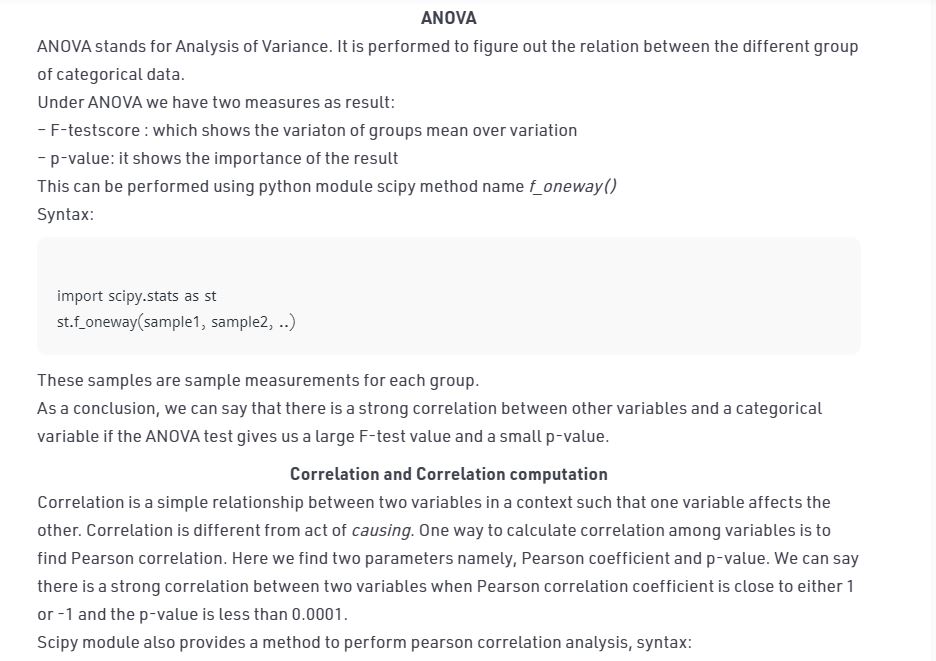 ANOVA
ANOVA stands for Analysis of Variance. It is performed to figure out the relation between the different group
of categorical data.
Under ANOVA we have two measures as result:
– F-testscore : which shows the variaton of groups mean over variation
– p-value: it shows the importance of the result
This can be performed using python module scipy method name f_oneway()
Syntax:
import scipy.stats as st
st.f_oneway(sample1, sample2, ..)
These samples are sample measurements for each group.
As a conclusion, we can say that there is a strong correlation between other variables and a categorical
variable if the ANOVA test gives us a large F-test value and a small p-value.
Correlation and Correlation computation
Correlation is a simple relationship between two variables in a context such that one variable affects the
other. Correlation is different from act of causing. One way to calculate correlation among variables is to
find Pearson correlation. Here we find two parameters namely, Pearson coefficient and p-value. We can say
there is a strong correlation between two variables when Pearson correlation coefficient is close to either 1
or -1 and the p-value is less than 0.0001.
Scipy module also provides a method to perform pearson correlation analysis, syntax: